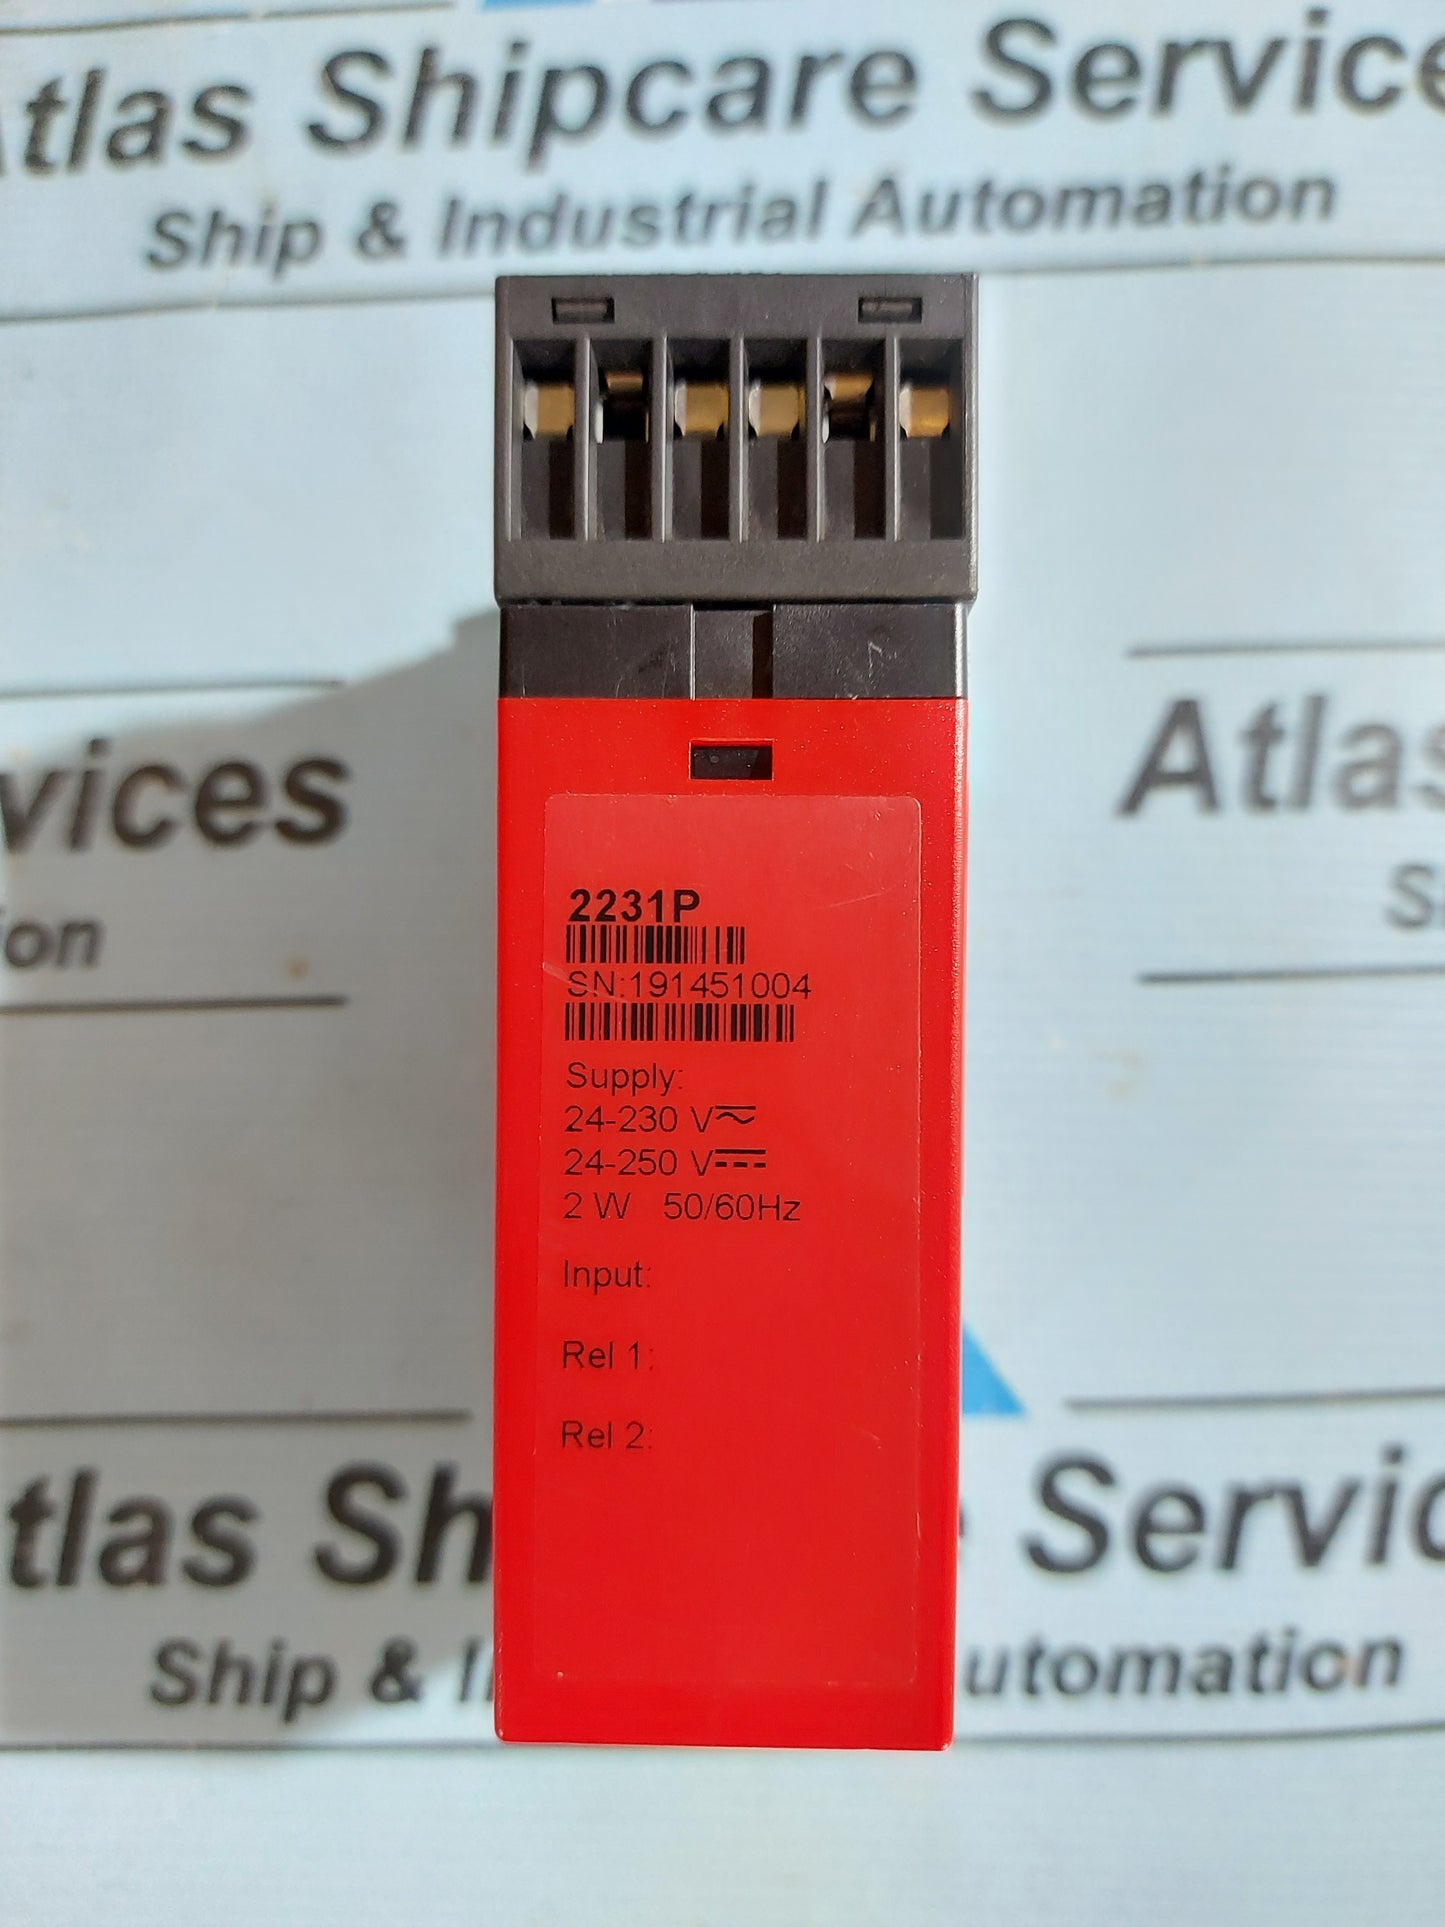 Atlas Shipcare Service
Ship & Industrial Automation
vices
ion
Atlas
S
2231P
SN:191451004
Supply:
24-230 V⏦
24-250 V⎓
2 W 50/60Hz
Input:
Rel 1:
Rel 2:
tlas Sh
Servic
Ship & I
utomation